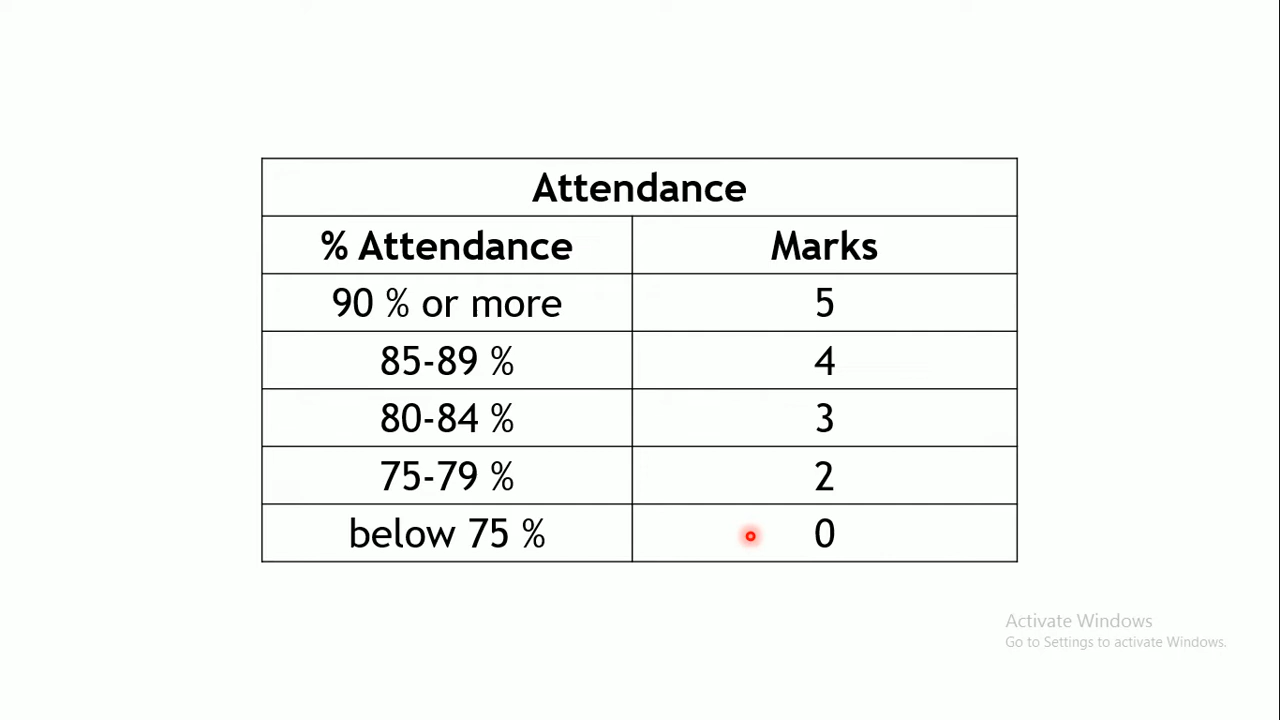 Attendance
% Attendance Marks
90 % or more 5
85-89 % 4
80-84 % 3
75-79 % 2
below 75 % 0
Activate Windows
Go to Settings to activate Windows.